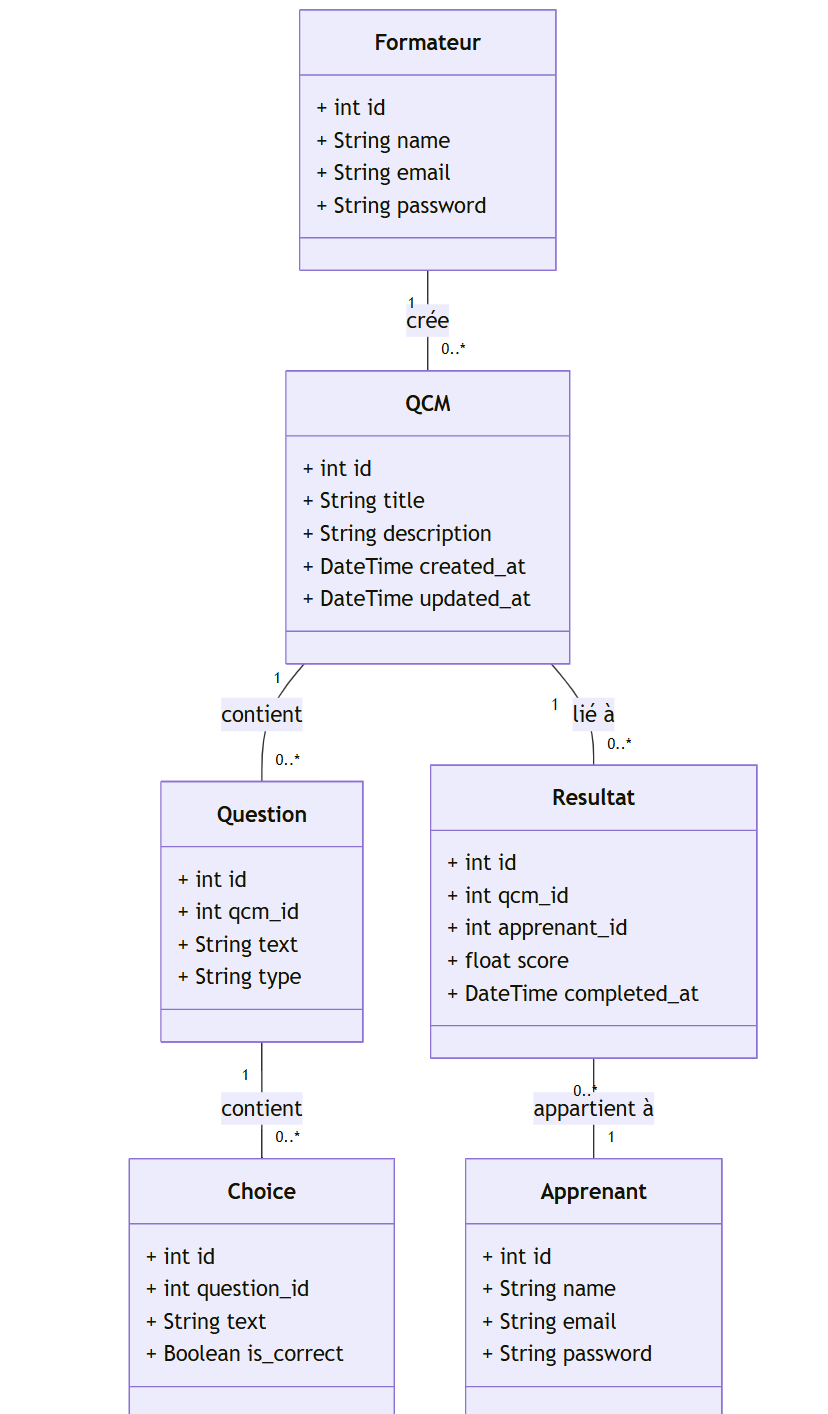 Formateur
+ int id
+ String name
+ String email
+ String password
1
crée
0..*
QCM
+ int id
+ String title
+ String description
+ DateTime created_at
+ DateTime updated_at
1
contient
0..*
1
lié à
0..*
Question
+ int id
+ int qcm_id
+ String text
+ String type
Resultat
+ int id
+ int qcm_id
+ int apprenant_id
+ float score
+ DateTime completed_at
1
contient
0..*
0..*
appartient à
1
Choice
+ int id
+ int question_id
+ String text
+ Boolean is_correct
Apprenant
+ int id
+ String name
+ String email
+ String password